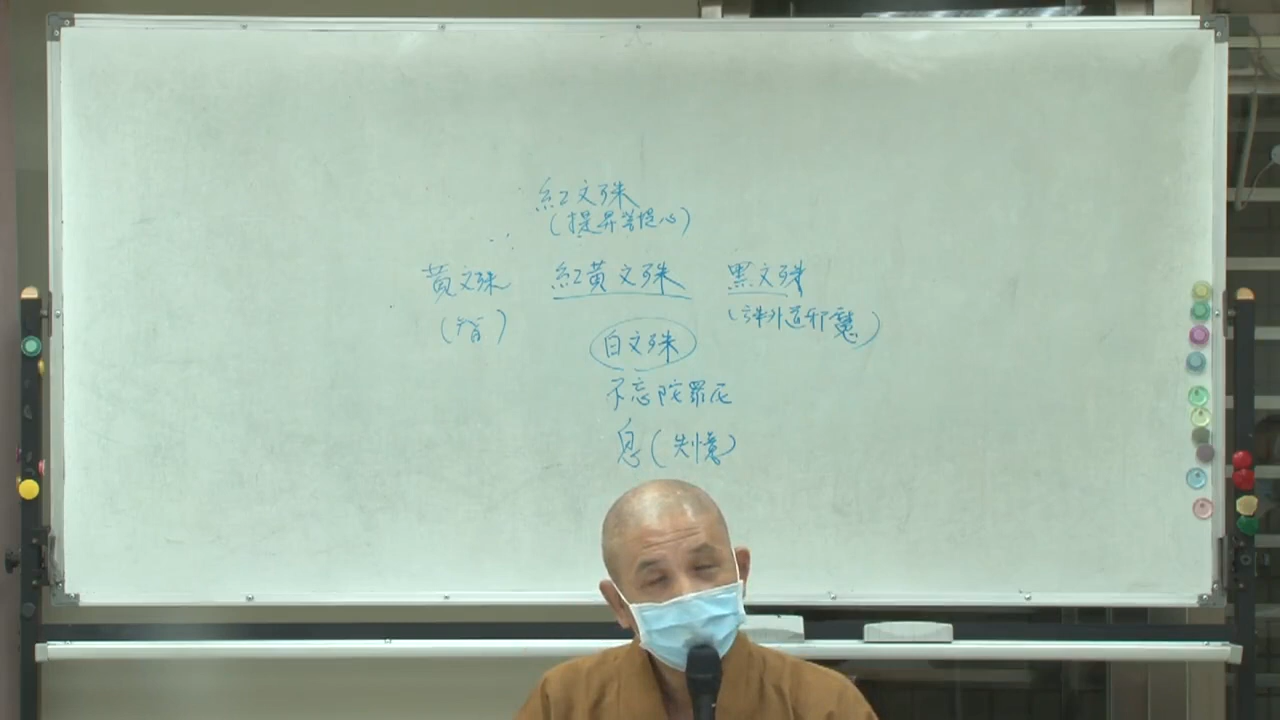 紅文殊
(提昇菩提心)
黃文殊 紅黃文殊 黑文殊
(智) (誅外道邪魔)
白文殊
不忘陀羅尼
息(失憶)